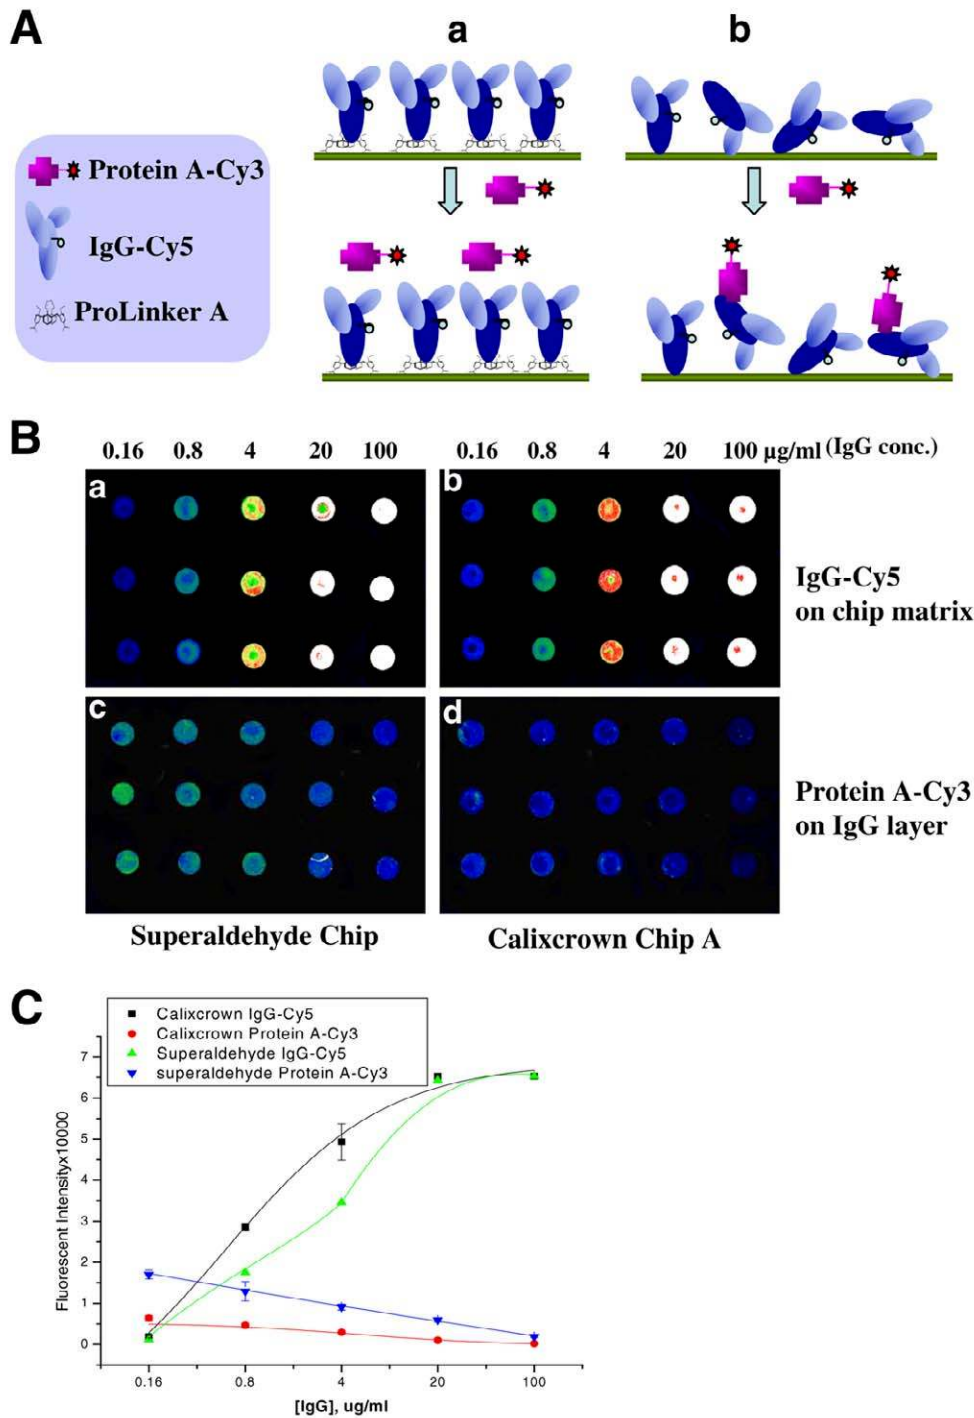 A
a
b
Protein A-Cy3
IgG-Cy5
ProLinker A
B
0.16 0.8 4 20 100 0.16 0.8 4 20 100 µg/ml (IgG conc.)
a
b
IgG-Cy5
on chip matrix
c
d
Protein A-Cy3
on IgG layer
Superaldehyde Chip
Calixcrown Chip A
C
Calixcrown IgG-Cy5
Calixcrown Protein A-Cy3
Superaldehyde IgG-Cy5
superaldehyde Protein A-Cy3
Fluorescent Intensityx10000
7
6
5
4
3
2
1
0
0.16 0.8 4 20 100
[IgG], ug/ml